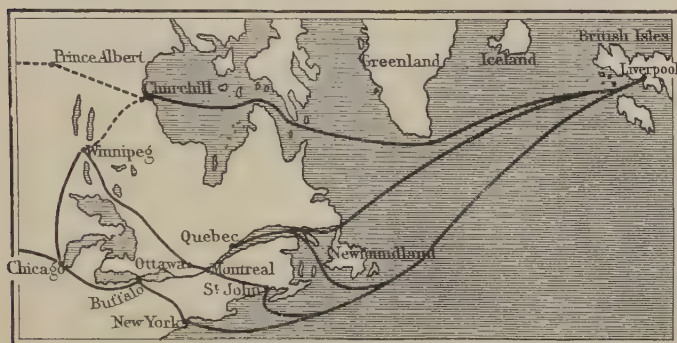 British Isles
Prince Albert
Greenland
Iceland
Liverpool
Churchill
Winnipeg
Quebec
Newfoundland
Chicago
Ottawa
Montreal
Buffalo
St. John
New York